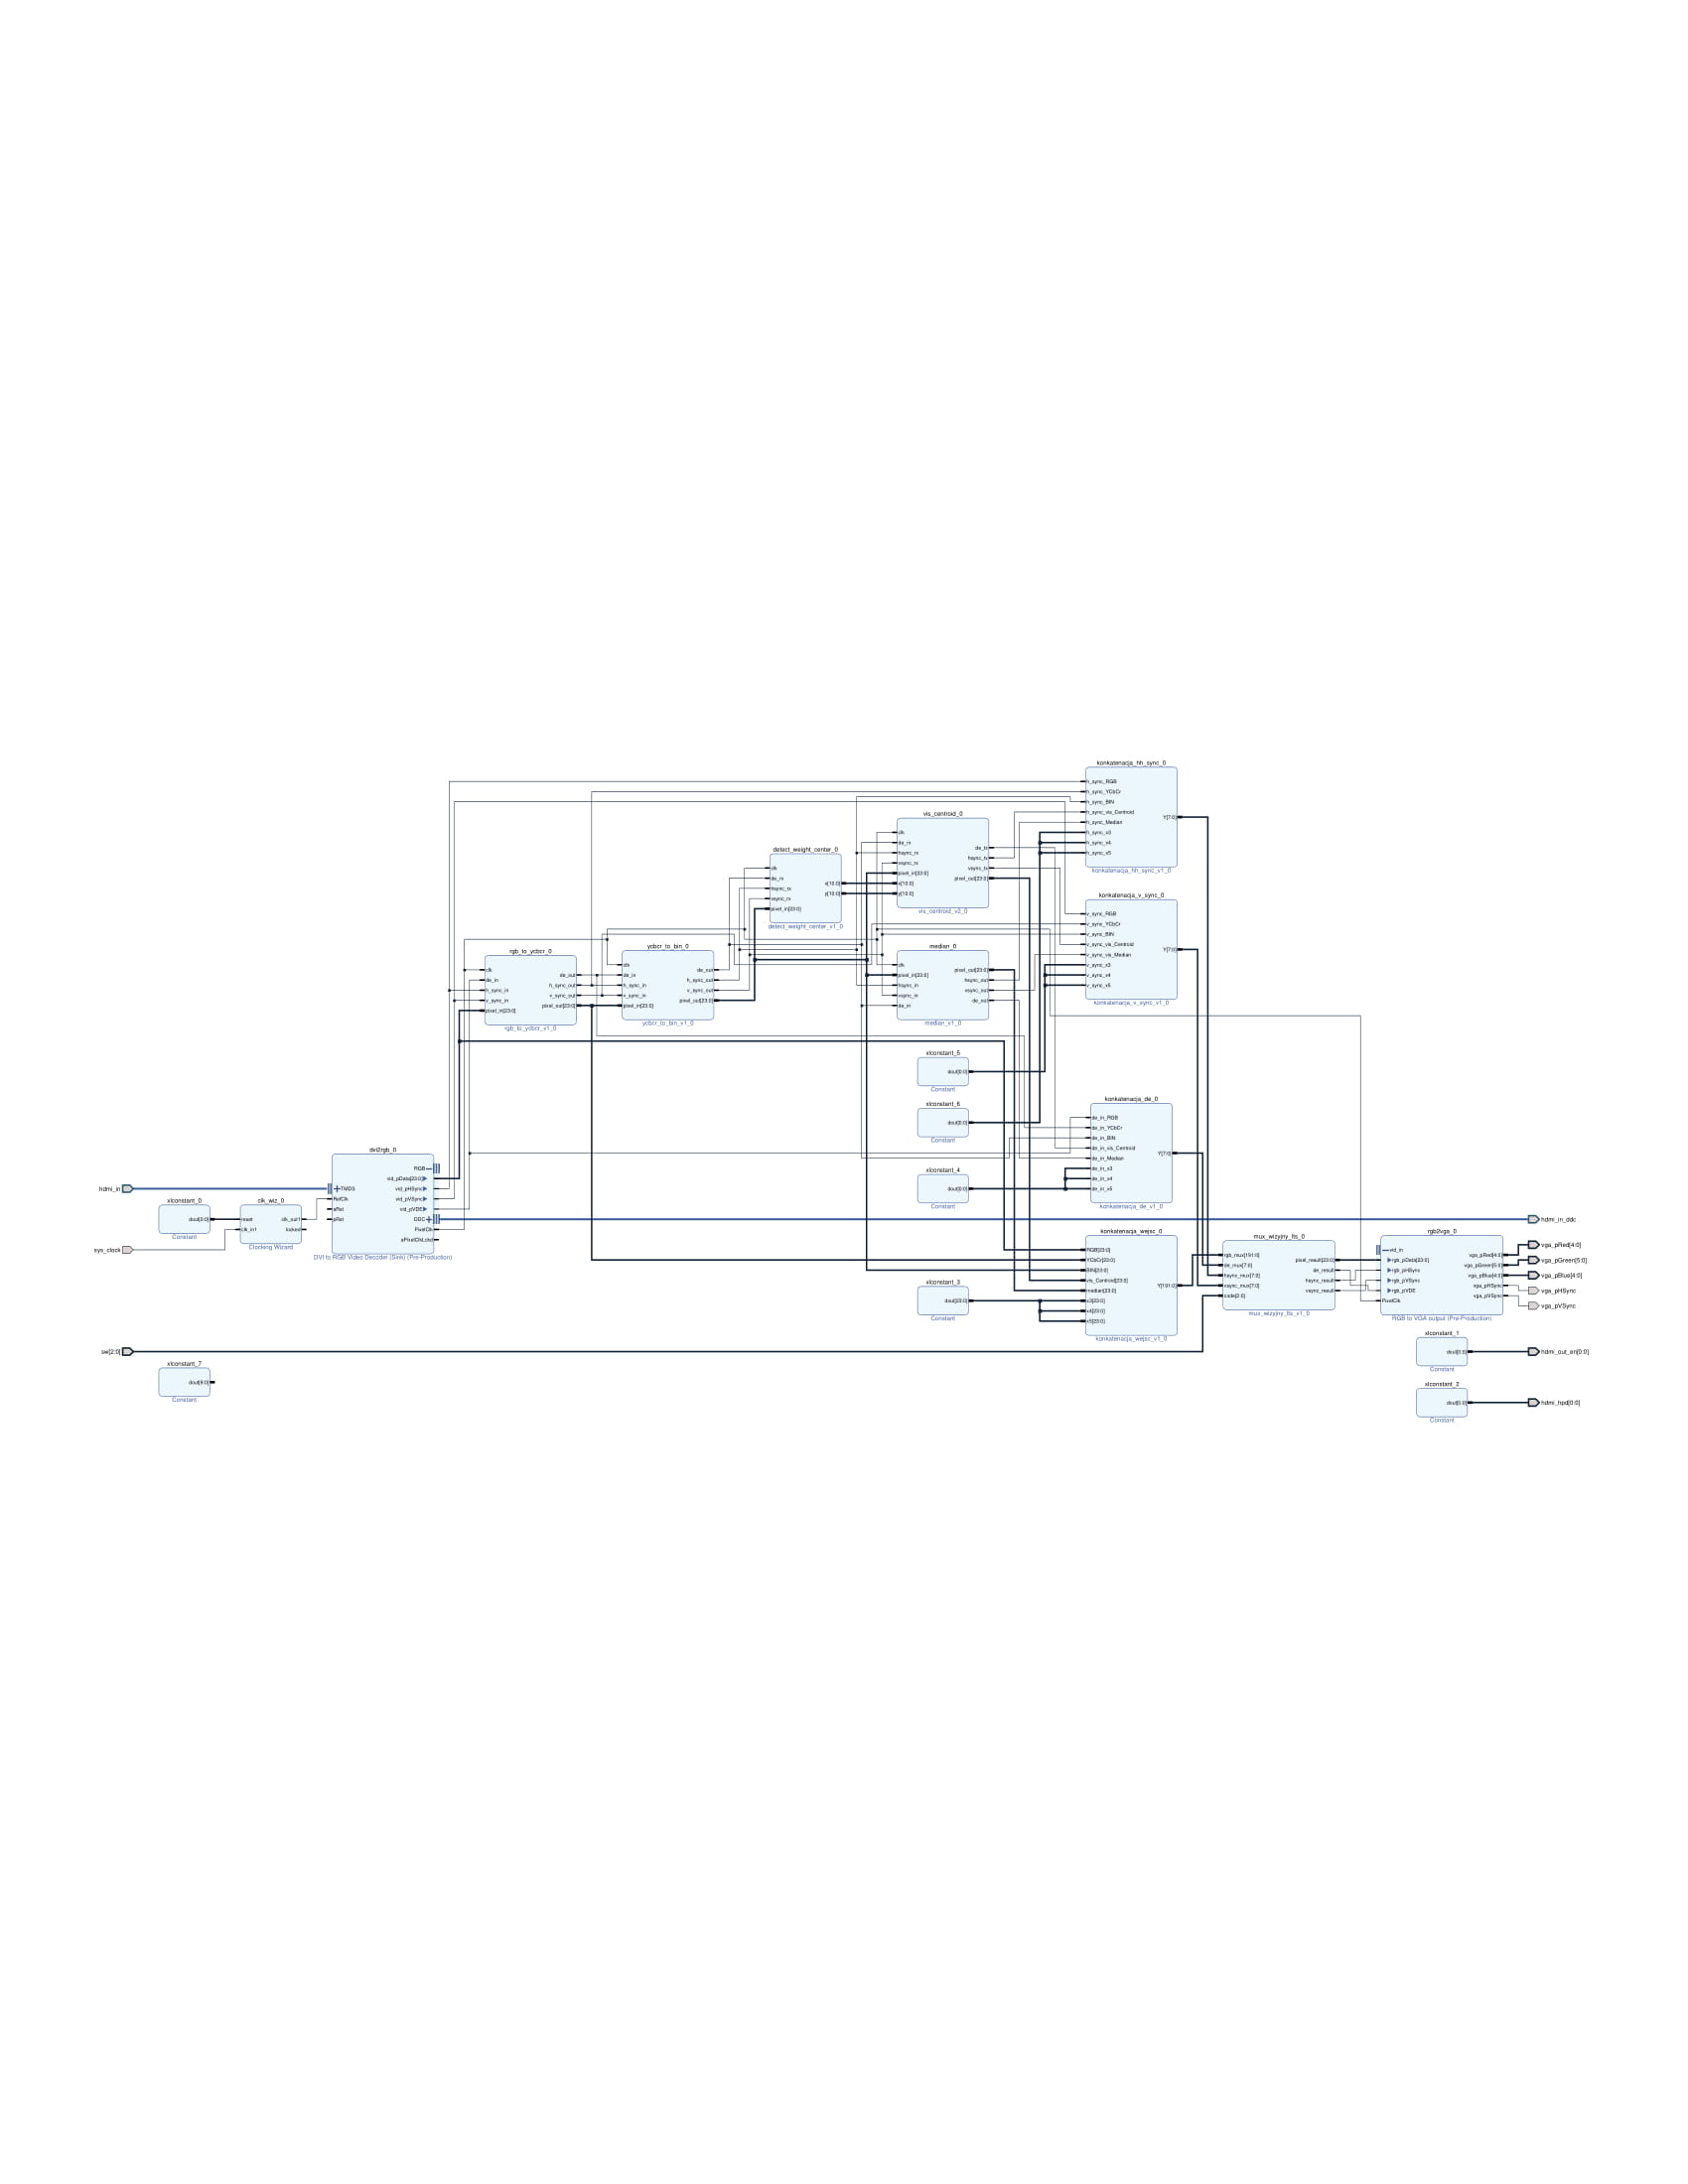 konkatenacja_hh_sync_0
h_sync_RGB
h_sync_YCbCr
h_sync_BIN
h_sync_vis_Centroid
h_sync_Median
h_sync_x3
h_sync_x4
h_sync_x5
Y[7:0]
konkatenacja_hh_sync_v1_0
vis_centroid_0
clk
de_in
hsync_in
vsync_in
pixel_in[23:0]
x[10:0]
y[10:0]
de_tx
hsync_tx
vsync_tx
pixel_out[23:0]
vis_centroid_v2_0
detect_weight_center_0
clk
de_in
hsync_in
vsync_in
pixel_in[23:0]
x[10:0]
y[10:0]
detect_weight_center_v1_0
konkatenacja_v_sync_0
v_sync_RGB
v_sync_YCbCr
v_sync_BIN
v_sync_vis_Centroid
v_sync_vis_Median
v_sync_x3
v_sync_x4
v_sync_x5
Y[7:0]
konkatenacja_v_sync_v1_0
rgb_to_ycbcr_0
clk
de_in
h_sync_in
v_sync_in
pixel_in[23:0]
de_out
h_sync_out
v_sync_out
pixel_out[23:0]
rgb_to_ycbcr_v1_0
ycbcr_to_bin_0
clk
de_in
h_sync_in
v_sync_in
pixel_in[23:0]
de_out
h_sync_out
v_sync_out
pixel_out[23:0]
ycbcr_to_bin_v1_0
median_0
clk
pixel_in[23:0]
hsync_in
vsync_in
de_in
pixel_out[23:0]
hsync_out
vsync_out
de_out
median_v1_0
xlconstant_5
dout[0:0]
Constant
xlconstant_6
dout[0:0]
Constant
konkatenacja_de_0
de_in_RGB
de_in_YCbCr
de_in_BIN
de_in_vis_Centroid
de_in_Median
de_in_x3
de_in_x4
de_in_x5
Y[7:0]
konkatenacja_de_v1_0
xlconstant_4
dout[0:0]
Constant
dvi2rgb_0
TMDS
RefClk
aRst
pRst
RGB
vid_pData[23:0]
vid_pHSync
vid_pVSync
vid_pVDE
DDC
PixelClk
aPixelClkLckd
DVI to RGB Video Decoder (Sink) (Pre-Production)
hdmi_in
xlconstant_0
dout[0:0]
Constant
clk_wiz_0
reset
clk_in1
clk_out1
locked
Clocking Wizard
sys_clock
hdmi_in_ddc
konkatenacja_wejsc_0
RGB[23:0]
YCbCr[23:0]
BIN[23:0]
vis_Centroid[23:0]
median[23:0]
x3[23:0]
x4[23:0]
x5[23:0]
Y[191:0]
konkatenacja_wejsc_v1_0
xlconstant_3
dout[23:0]
Constant
mux_wizyjny_tls_0
rgb_mux[191:0]
de_mux[7:0]
hsync_mux[7:0]
vsync_mux[7:0]
code[2:0]
pixel_result[23:0]
de_result
hsync_result
vsync_result
mux_wizyjny_tls_v1_0
rgb2vga_0
vid_in
rgb_pData[23:0]
rgb_pHSync
rgb_pVSync
rgb_pVDE
PixelClk
vga_pRed[4:0]
vga_pGreen[5:0]
vga_pBlue[4:0]
vga_pHSync
vga_pVSync
RGB to VGA output (Pre-Production)
vga_pRed[4:0]
vga_pGreen[5:0]
vga_pBlue[4:0]
vga_pHSync
vga_pVSync
xlconstant_1
dout[0:0]
Constant
hdmi_out_en[0:0]
xlconstant_2
dout[0:0]
Constant
hdmi_hpd[0:0]
sw[2:0]
xlconstant_7
Constant